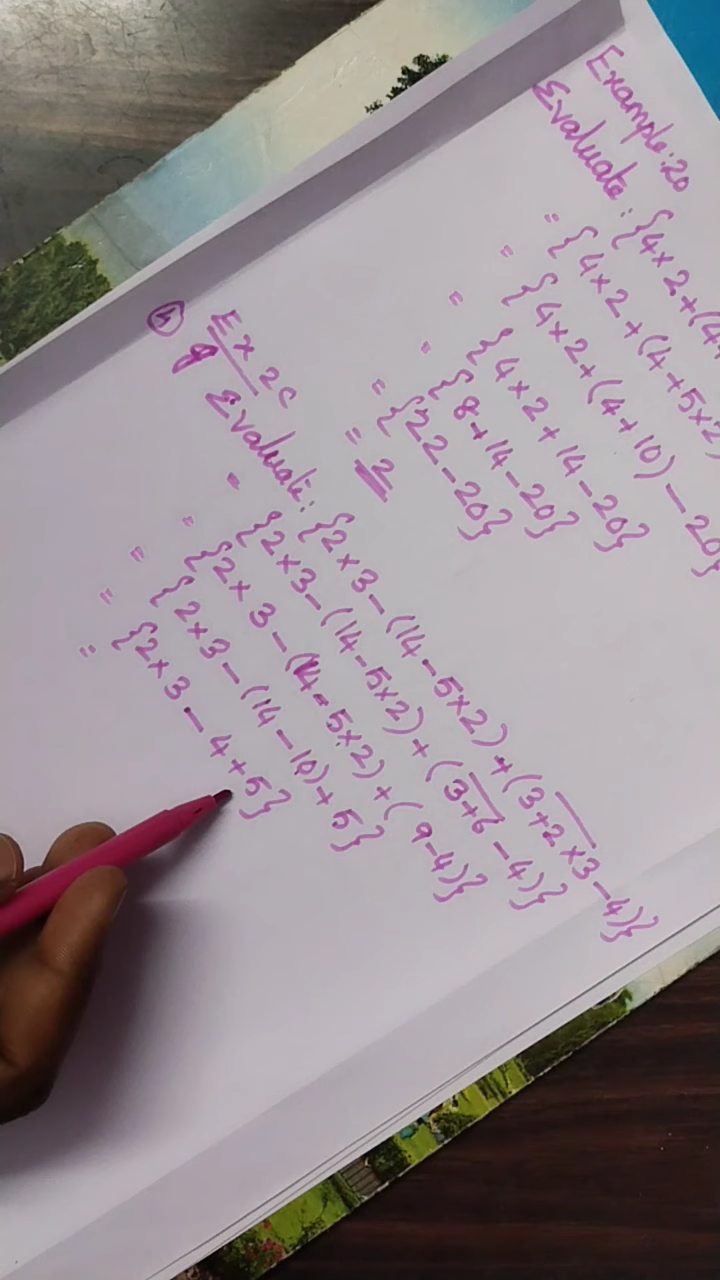 Example:20
Evaluate: {4×2+(4+
= {4×2+(4+5×2)
= {4×2+(4+10)-20}
= {4×2+14-20}
= {8+14-20}
= {22-20}
= 2
Ex 2c
④ g Evaluate: {2×3-(14-5×2)+(3+2×3-4)}
= {2×3-(14-5×2)+(3+6-4)}
= {2×3-(14-5×2)+(9-4)}
= {2×3-(14-10)+5}
= {2×3-4+5}
=